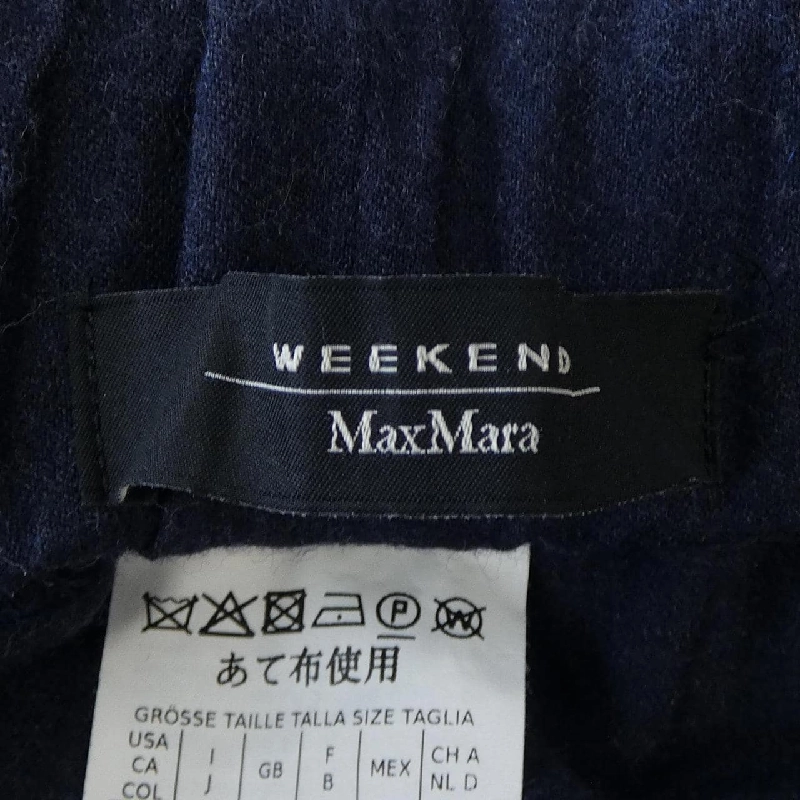 WEEKEND
MaxMara
P W
あて布使用
GRÖSSE TAILLE TALLA SIZE TAGLIA
USA CA COL | I J | GB | F B | MEX | CH A NL D